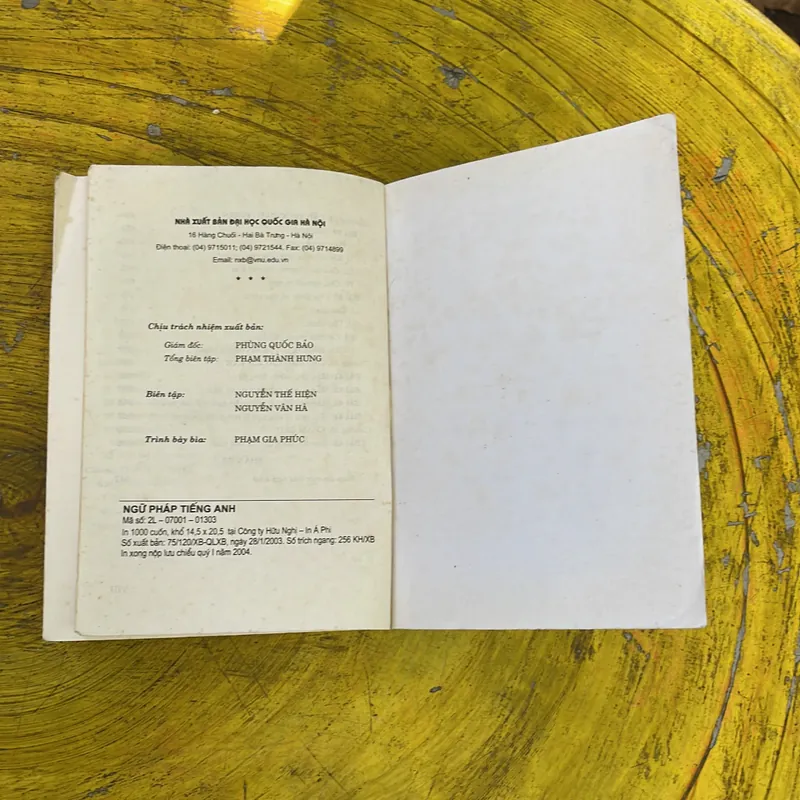 NHÀ XUẤT BẢN ĐẠI HỌC QUỐC GIA HÀ NỘI
16 Hàng Chuối - Hai Bà Trưng - Hà Nội
Điện thoại: (04) 9715011; (04) 9721544. Fax: (04) 9714899
Email: nxb@vnu.edu.vn
* * *
Chịu trách nhiệm xuất bản:
Giám đốc: PHÙNG QUỐC BẢO
Tổng biên tập: PHẠM THÀNH HƯNG
Biên tập: NGUYỄN THẾ HIỆN
NGUYỄN VĂN HÀ
Trình bày bìa: PHẠM GIA PHÚC
NGỮ PHÁP TIẾNG ANH
Mã số: 2L – 07001 – 01303
In 1000 cuốn, khổ 14,5 x 20,5 tại Công ty Hữu Nghị – In Á Phi
Số xuất bản: 75/120/XB-QLXB, ngày 28/1/2003. Số trích ngang: 256 KH/XB
In xong nộp lưu chiểu quý I năm 2004.